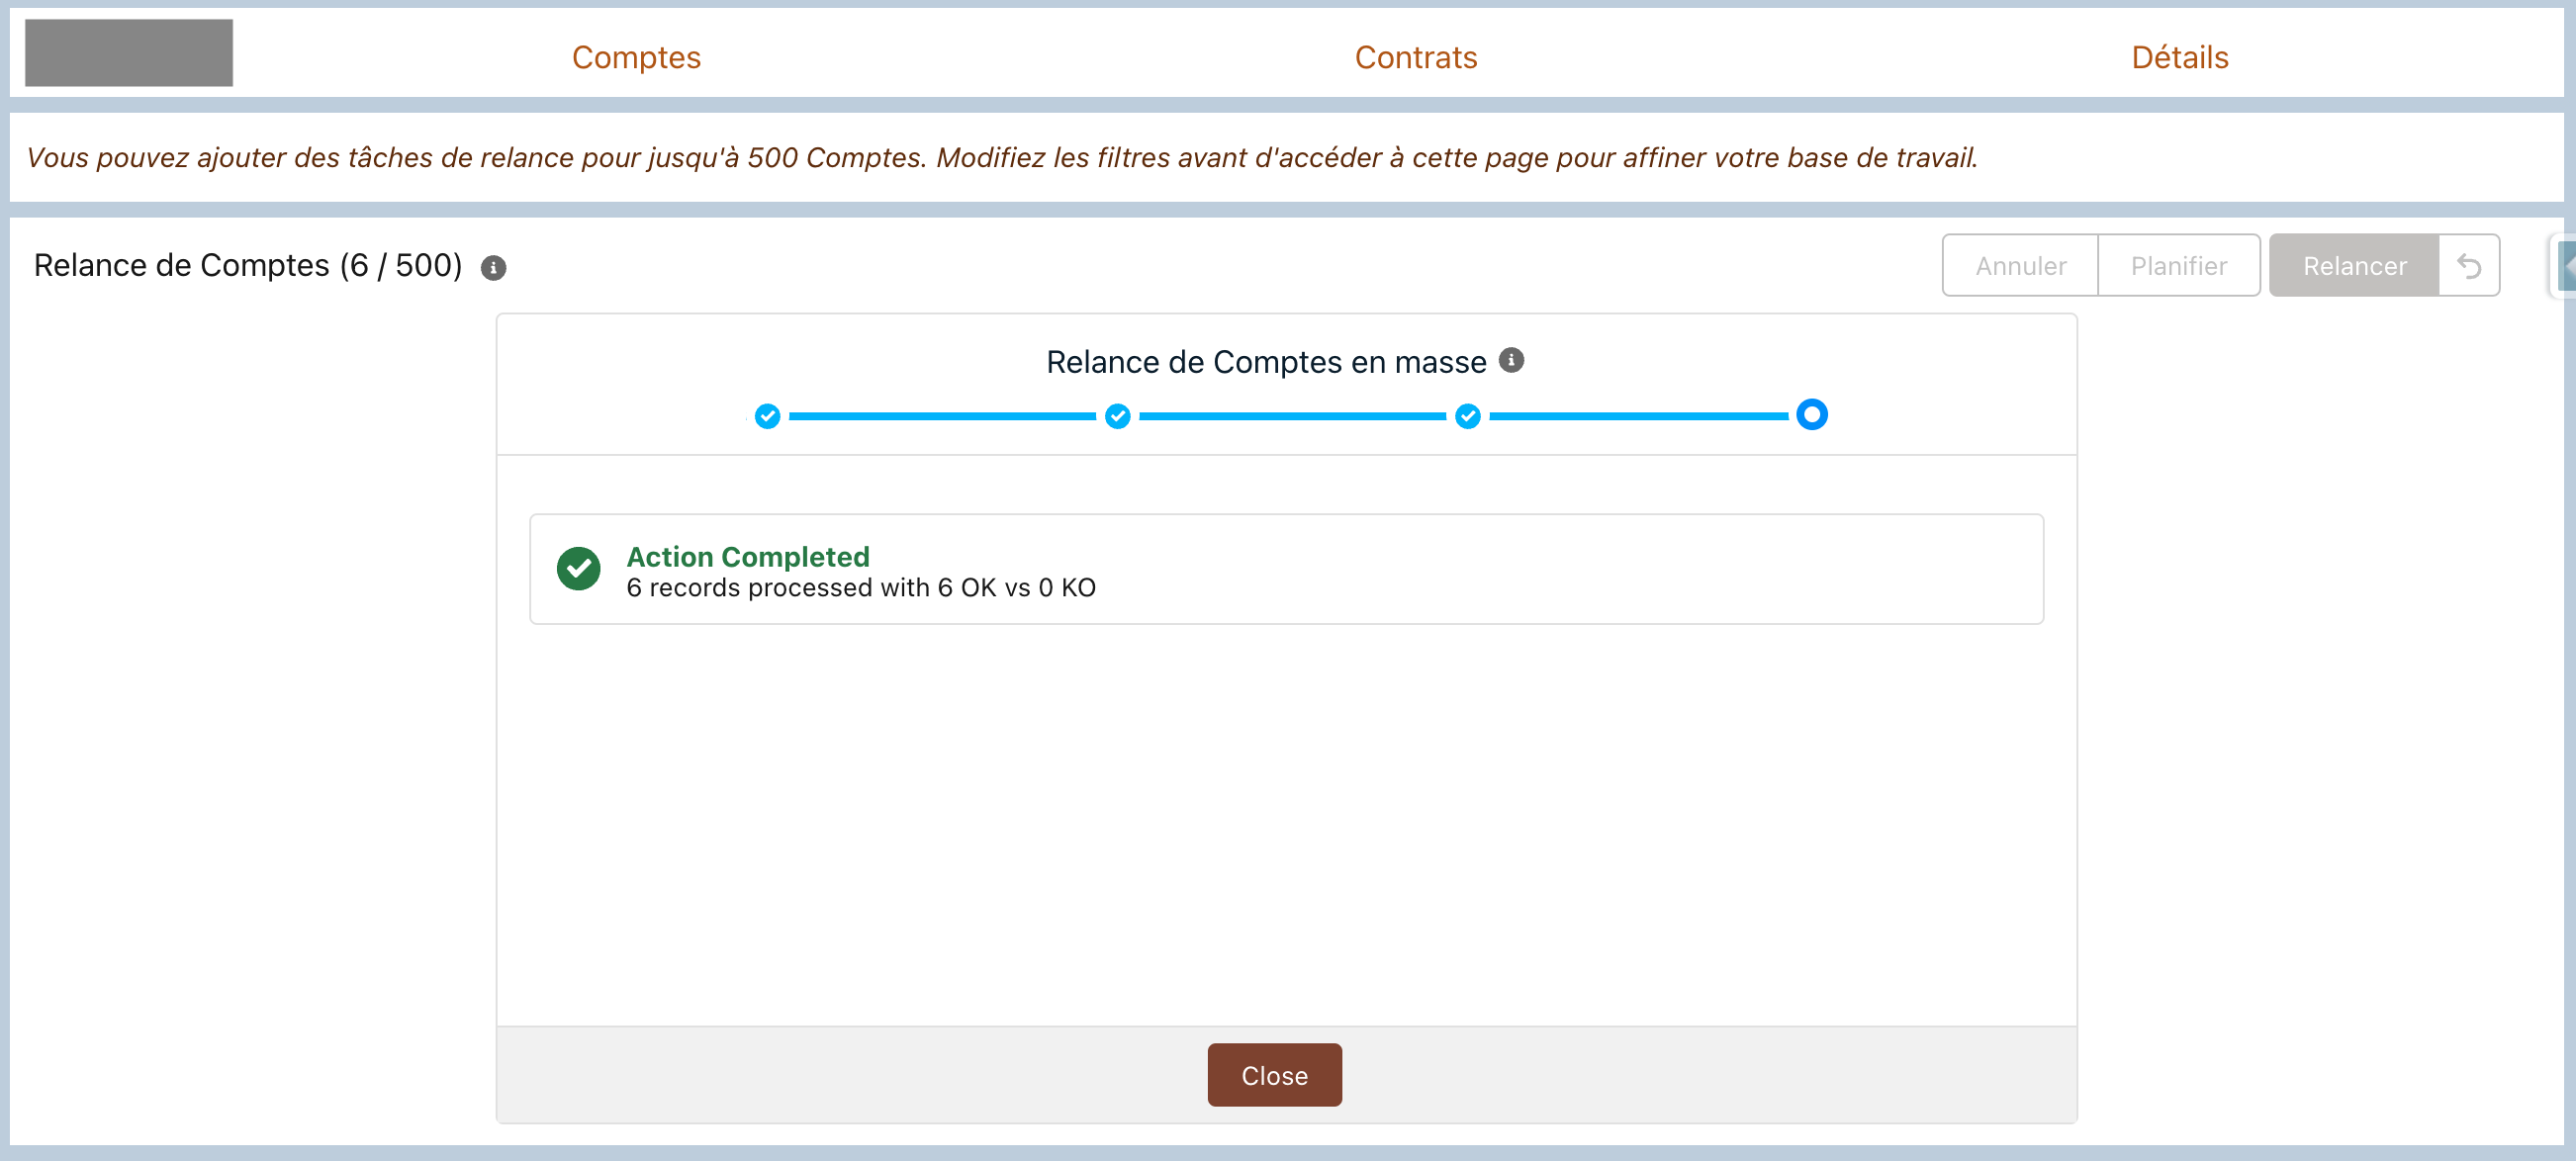 Comptes
Contrats
Détails
Vous pouvez ajouter des tâches de relance pour jusqu'à 500 Comptes. Modifiez les filtres avant d'accéder à cette page pour affiner votre base de travail.
Relance de Comptes (6 / 500)
Annuler
Planifier
Relancer
Relance de Comptes en masse
Action Completed
6 records processed with 6 OK vs 0 KO
Close